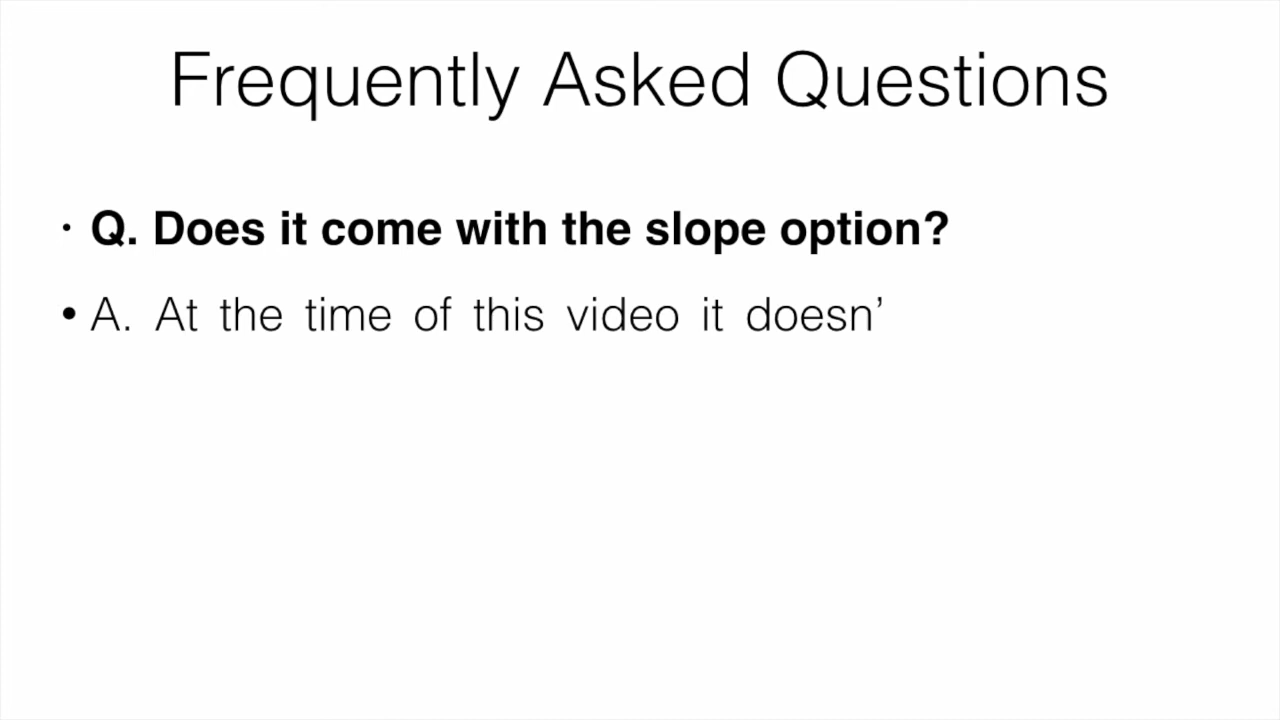 Frequently Asked Questions
• Q. Does it come with the slope option?
• A. At the time of this video it doesn’